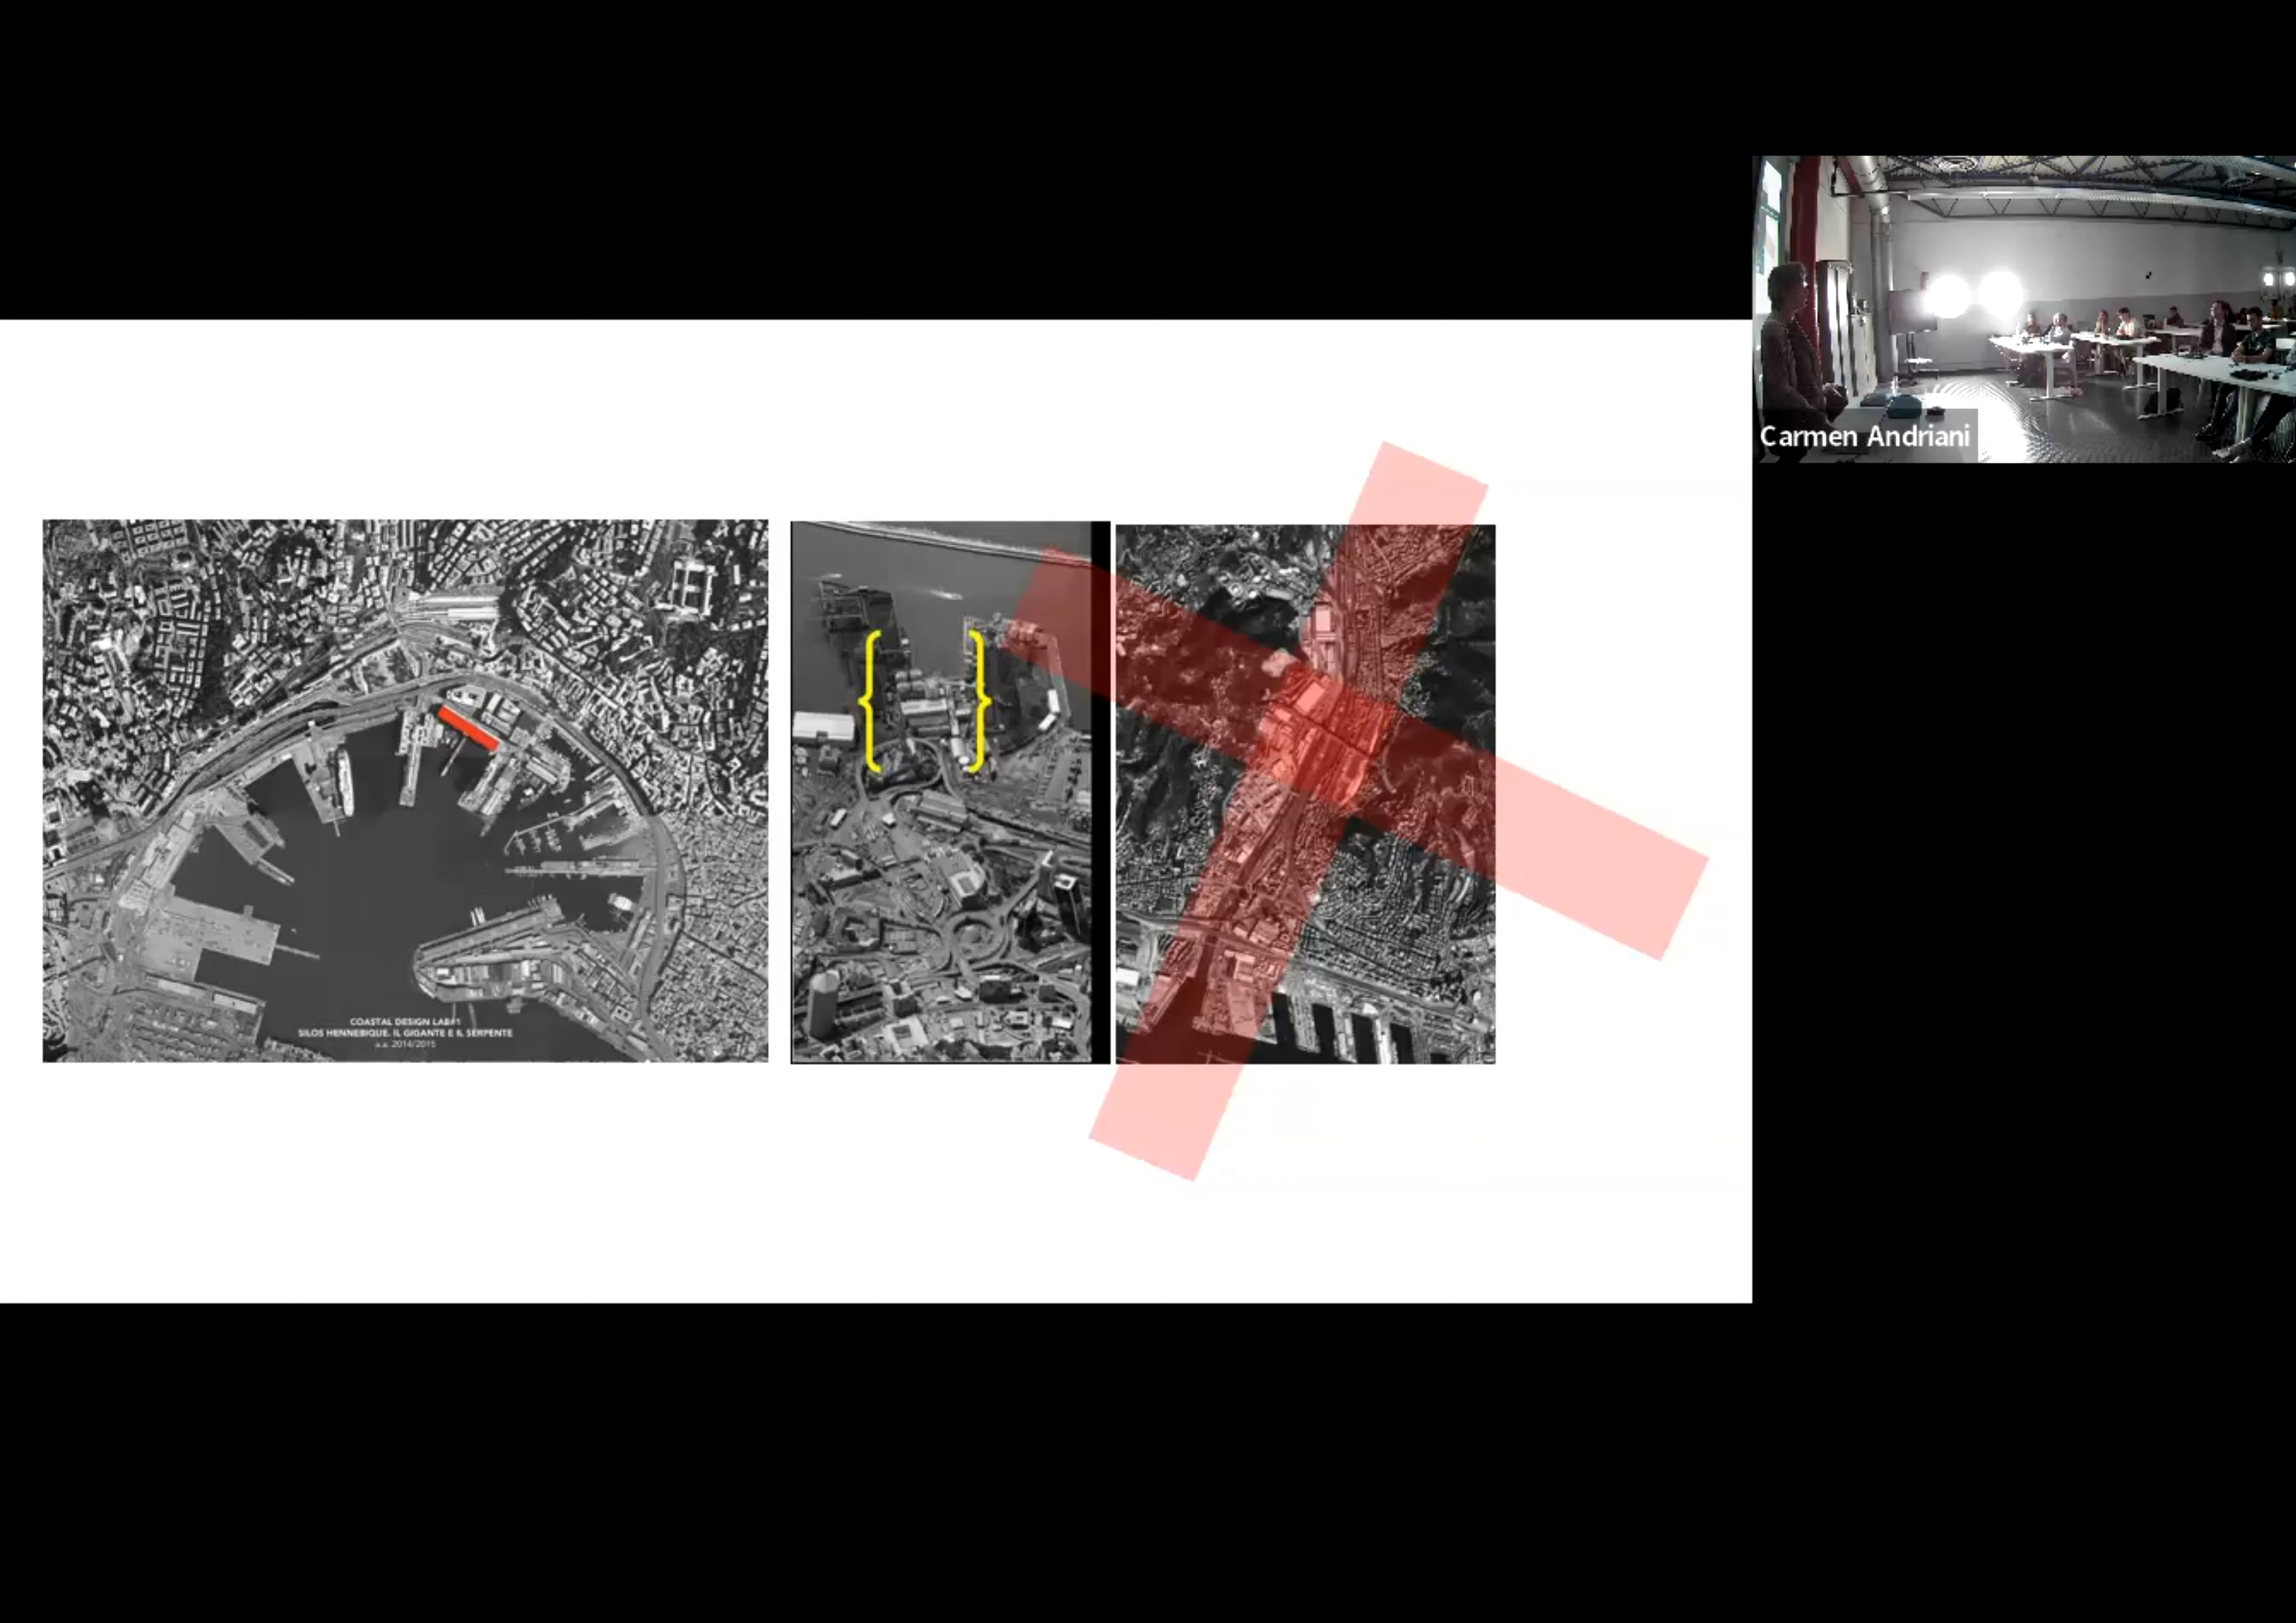 Carmen Andriani
COASTAL DESIGN LAB#1
SILOS HENNEBIQUE. IL GIGANTE E IL SERPENTE
a.a. 2014/2015